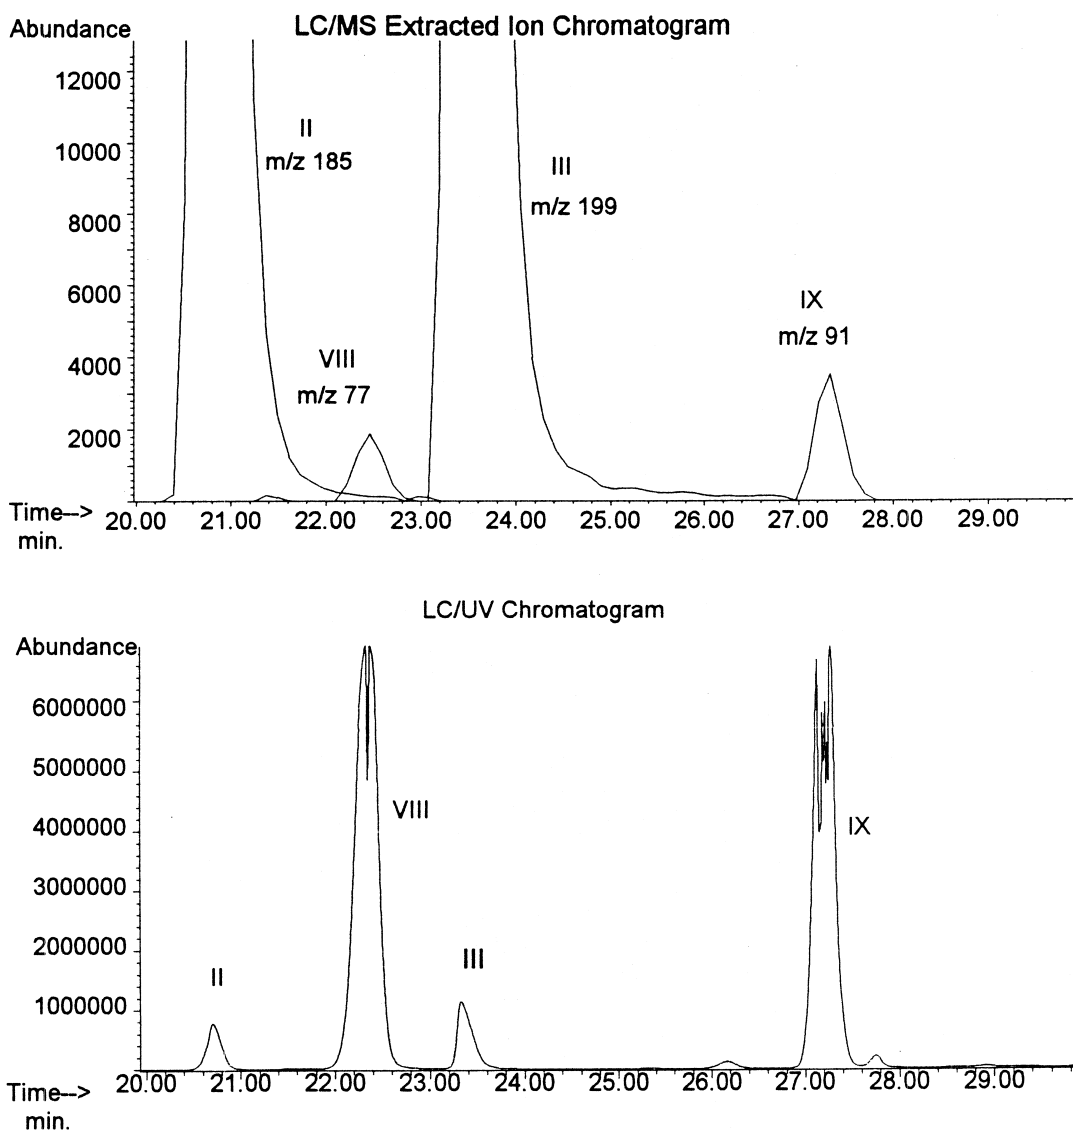 LC/MS Extracted Ion Chromatogram
Abundance
12000
10000
8000
6000
4000
2000
II
m/z 185
VIII
m/z 77
III
m/z 199
IX
m/z 91
Time-->
min.
20.00 21.00 22.00 23.00 24.00 25.00 26.00 27.00 28.00 29.00
LC/UV Chromatogram
Abundance
6000000
5000000
4000000
3000000
2000000
1000000
II
VIII
III
IX
20.00 21.00 22.00 23.00 24.00 25.00 26.00 27.00 28.00 29.00
Time-->
min.